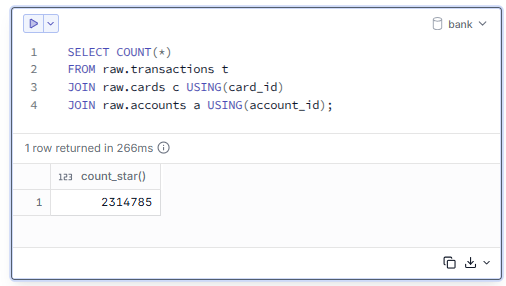 bank
1 SELECT COUNT(*)
2 FROM raw.transactions t
3 JOIN raw.cards c USING(card_id)
4 JOIN raw.accounts a USING(account_id);
1 row returned in 266ms
123 count_star()
1 2314785